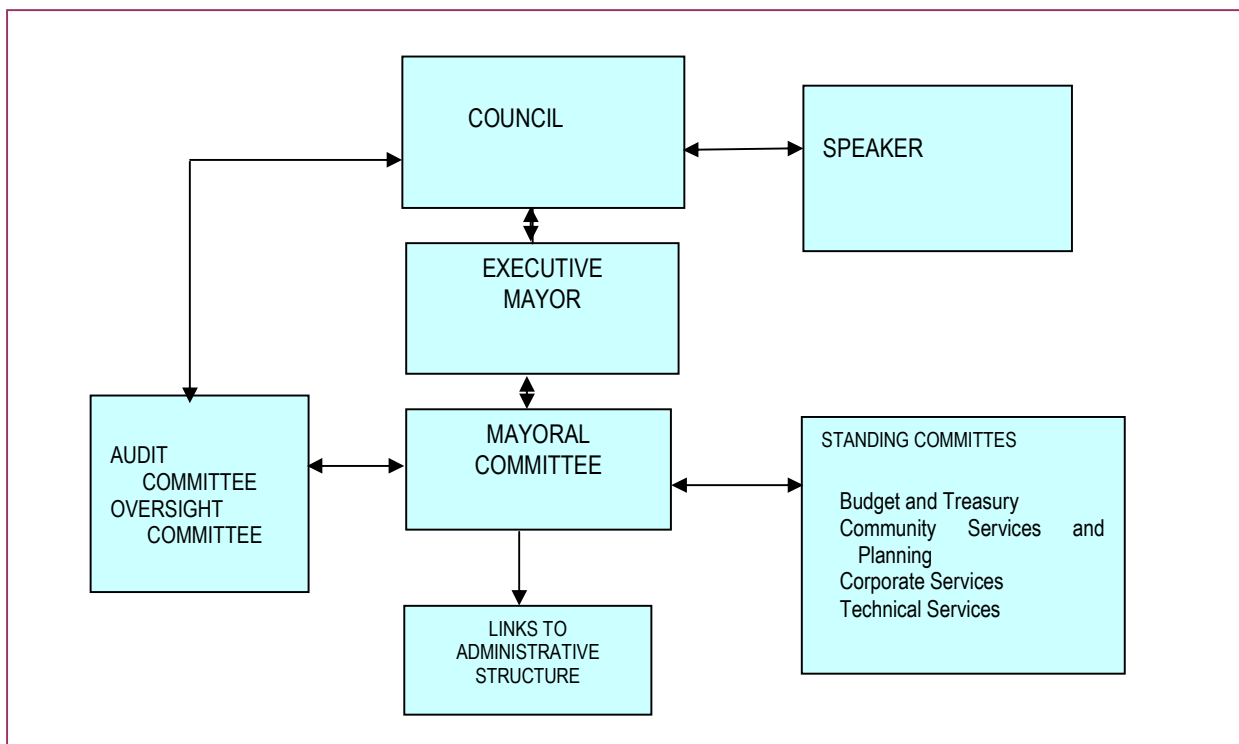 COUNCIL
SPEAKER
EXECUTIVE
MAYOR
MAYORAL
COMMITTEE
AUDIT
COMMITTEE
OVERSIGHT
COMMITTEE
STANDING COMMITTES
Budget and Treasury
Community Services and
Planning
Corporate Services
Technical Services
LINKS TO
ADMINISTRATIVE
STRUCTURE